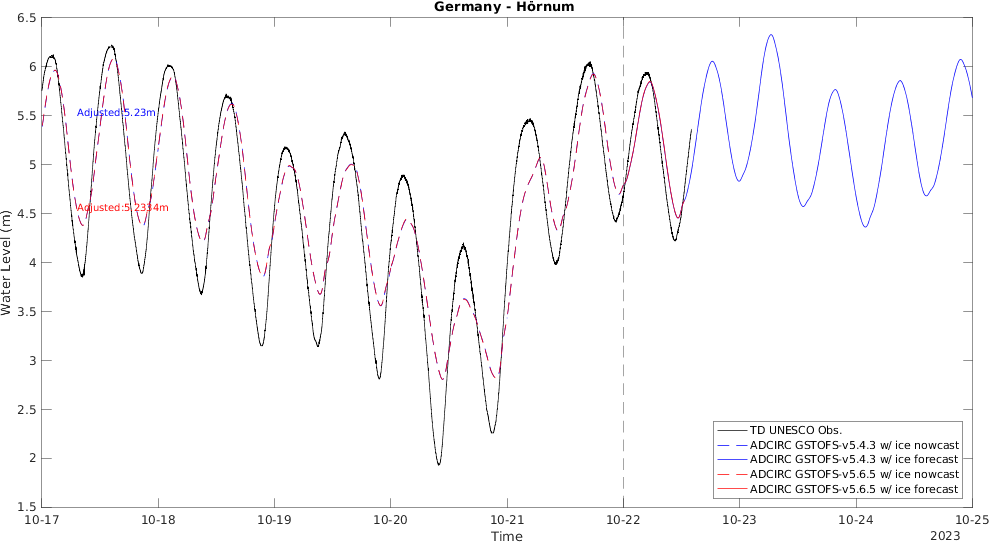 Germany - Hörnum
6.5
6
5.5
5
4.5
4
3.5
3
2.5
2
1.5
Water Level (m)
Adjusted:5.23m
Adjusted:5.2334m
TD UNESCO Obs.
ADCIRC GSTOFS-v5.4.3 w/ ice nowcast
ADCIRC GSTOFS-v5.4.3 w/ ice forecast
ADCIRC GSTOFS-v5.6.5 w/ ice nowcast
ADCIRC GSTOFS-v5.6.5 w/ ice forecast
10-17 10-18 10-19 10-20 10-21 10-22 10-23 10-24 10-25
Time
2023